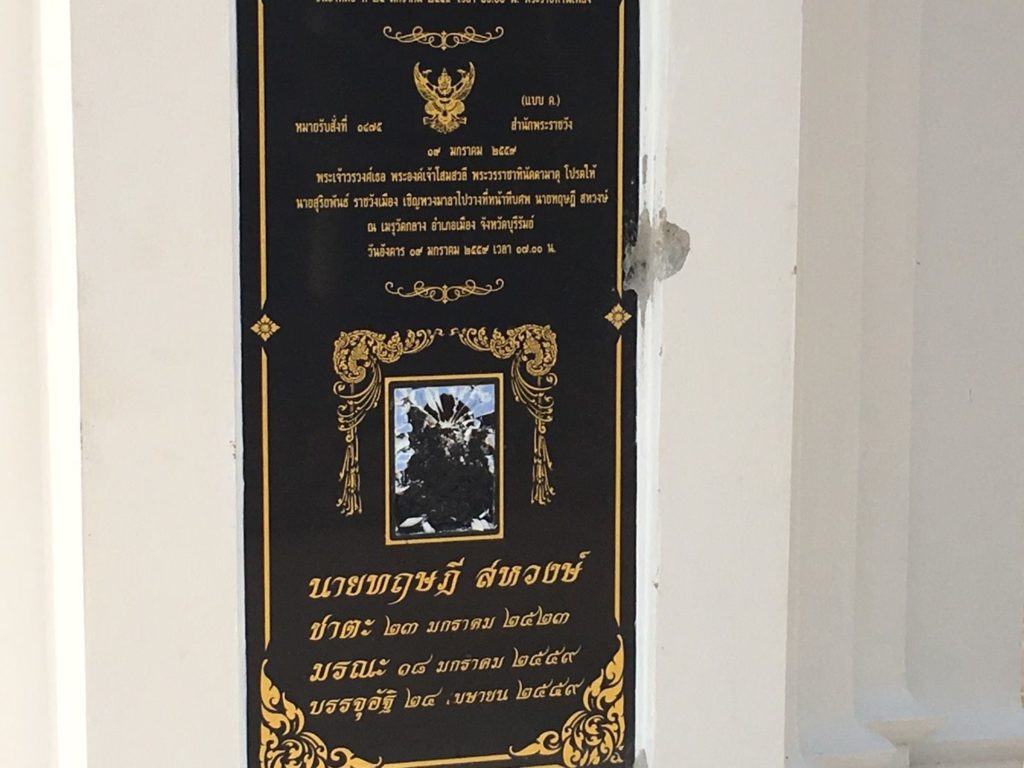 (แบบ ค.)
หมายรับสั่งที่ ๐๔๗๕ สำนักพระราชวัง
๑๙ มกราคม ๒๕๕๙
พระเจ้าวรวงศ์เธอ พระองค์เจ้าโสมสวลี พระวรราชาทินัดดามาตุ โปรดให้
นายสุริยพันธ์ ราชวังเมือง เชิญพวงมาลาไปวางที่หน้าหีบศพ นายทฤษฎี สหวงษ์
ณ เมรุวัดกลาง อำเภอเมือง จังหวัดบุรีรัมย์
วันอังคาร ๑๙ มกราคม ๒๕๕๙ เวลา ๑๗.๐๐ น.
นายทฤษฎี สหวงษ์
ชาตะ ๒๓ มกราคม ๒๕๒๓
มรณะ ๑๘ มกราคม ๒๕๕๙
บรรจุอัฐิ ๒๔ ๒๕๕๙